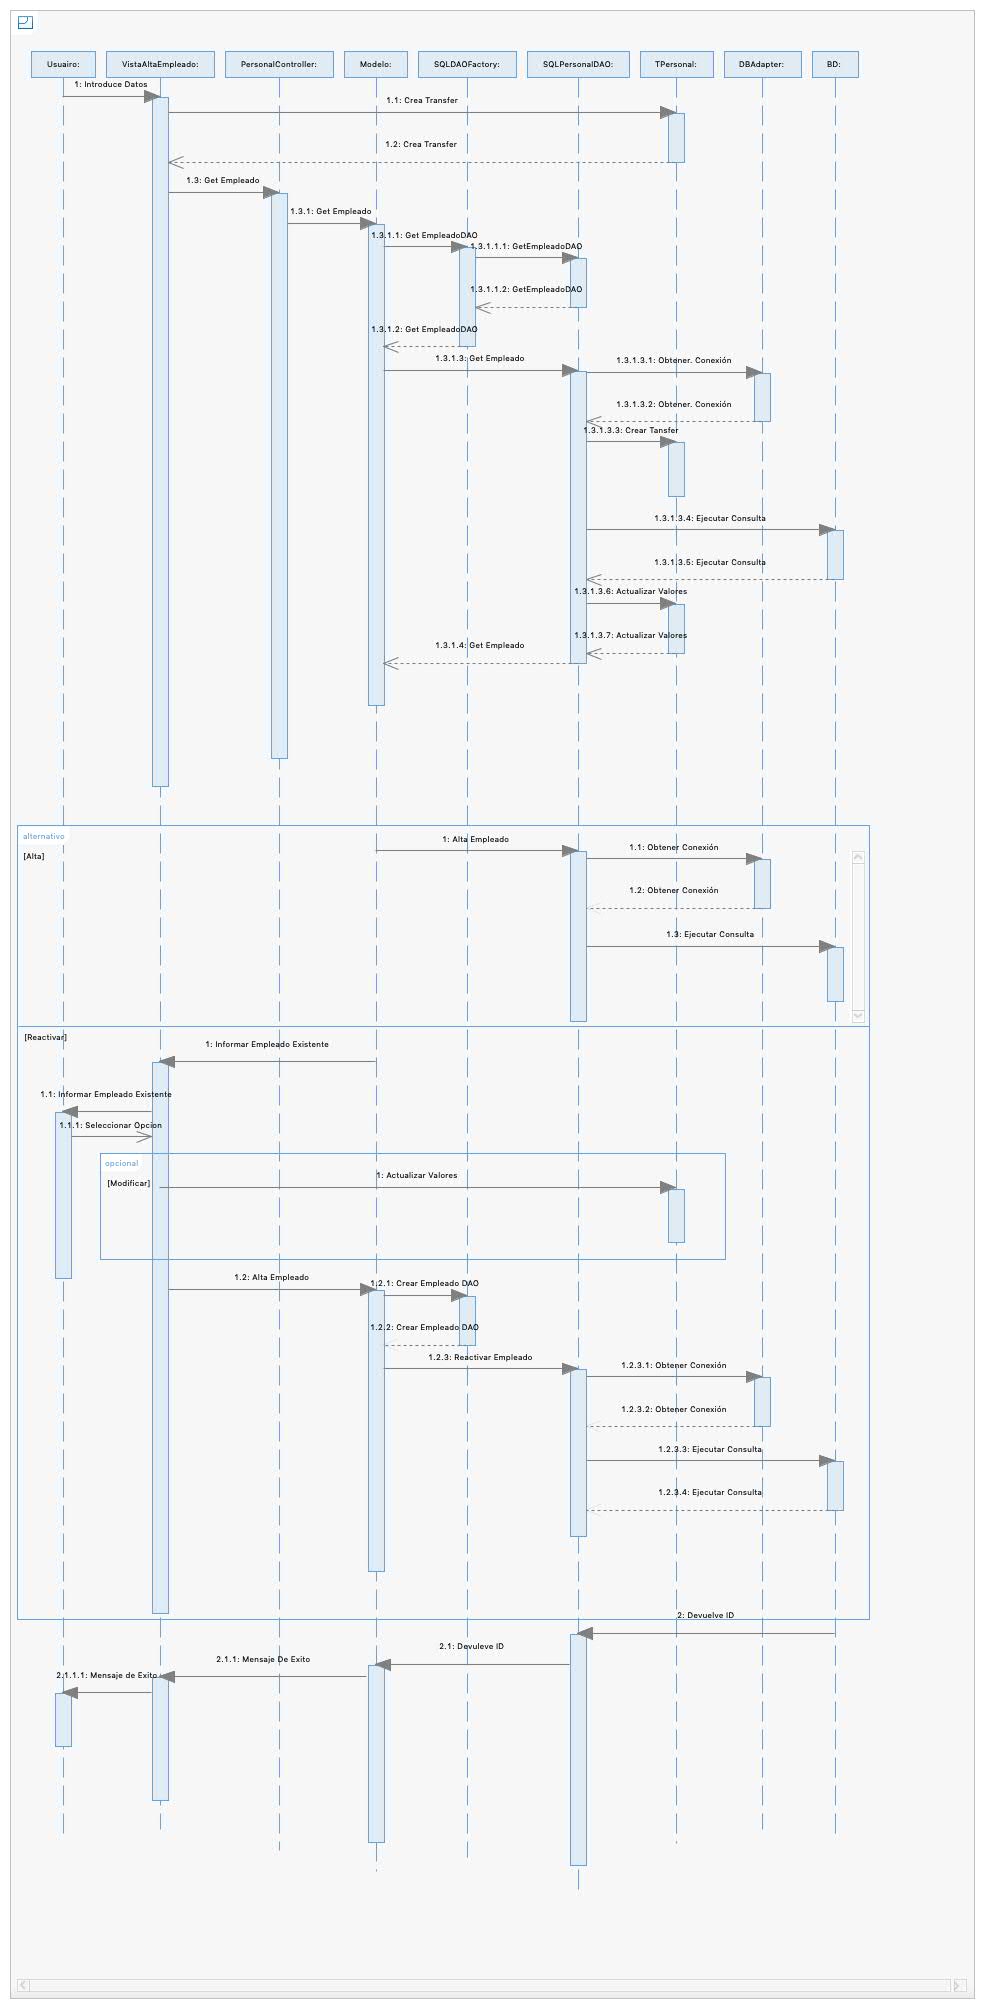 Usuairo:
VistaAltaEmpleado:
PersonalController:
Modelo:
SQLDAOFactory:
SQLPersonalDAO:
TPersonal:
DBAdapter:
BD:
1: Introduce Datos
1.1: Crea Transfer
1.2: Crea Transfer
1.3: Get Empleado
1.3.1: Get Empleado
1.3.1.1: Get EmpleadoDAO
1.3.1.1.1: GetEmpleadoDAO
1.3.1.1.2: GetEmpleadoDAO
1.3.1.2: Get EmpleadoDAO
1.3.1.3: Get Empleado
1.3.1.3.1: Obtener. Conexión
1.3.1.3.2: Obtener. Conexión
1.3.1.3.3: Crear Tansfer
1.3.1.3.4: Ejecutar Consulta
1.3.1.3.5: Ejecutar Consulta
1.3.1.3.6: Actualizar Valores
1.3.1.3.7: Actualizar Valores
1.3.1.4: Get Empleado
alternativo
[Alta]
1: Alta Empleado
1.1: Obtener Conexión
1.2: Obtener Conexión
1.3: Ejecutar Consulta
[Reactivar]
1: Informar Empleado Existente
1.1: Informar Empleado Existente
1.1.1: Seleccionar Opcion
opcional
[Modificar]
1: Actualizar Valores
1.2: Alta Empleado
1.2.1: Crear Empleado DAO
1.2.2: Crear Empleado DAO
1.2.3: Reactivar Empleado
1.2.3.1: Obtener Conexión
1.2.3.2: Obtener Conexión
1.2.3.3: Ejecutar Consulta
1.2.3.4: Ejecutar Consulta
2: Devuelve ID
2.1: Devuleve ID
2.1.1: Mensaje De Exito
2.1.1.1: Mensaje de Exito